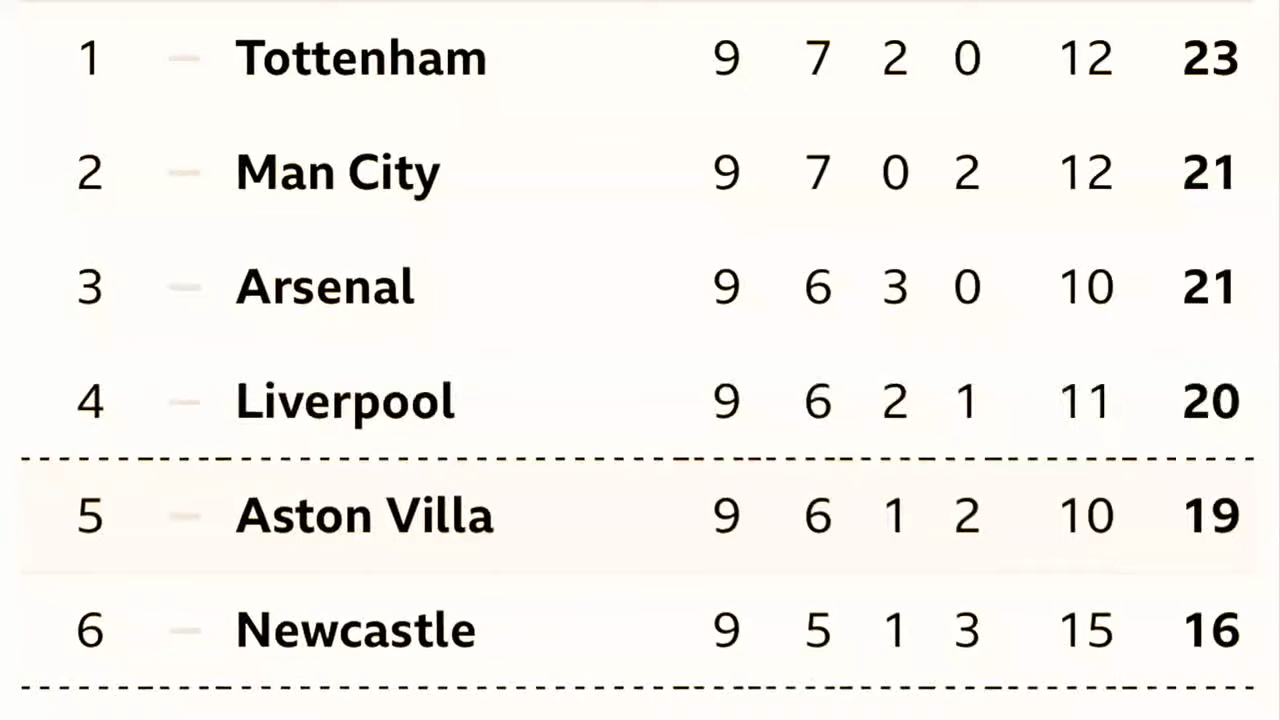 1 – Tottenham 9 7 2 0 12 23
2 – Man City 9 7 0 2 12 21
3 – Arsenal 9 6 3 0 10 21
4 – Liverpool 9 6 2 1 11 20
5 – Aston Villa 9 6 1 2 10 19
6 – Newcastle 9 5 1 3 15 16